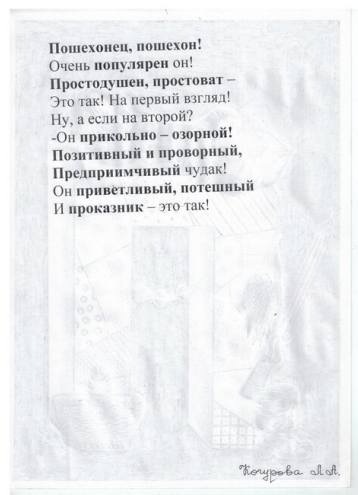 Пошехонец, пошехон!
Очень популярен он!
Простодушен, простоват –
Это так! На первый взгляд!
Ну, а если на второй?
-Он прикольно – озорной!
Позитивный и проворный,
Предприимчивый чудак!
Он приветливый, потешный
И проказник – это так!
Кочурова А.А.